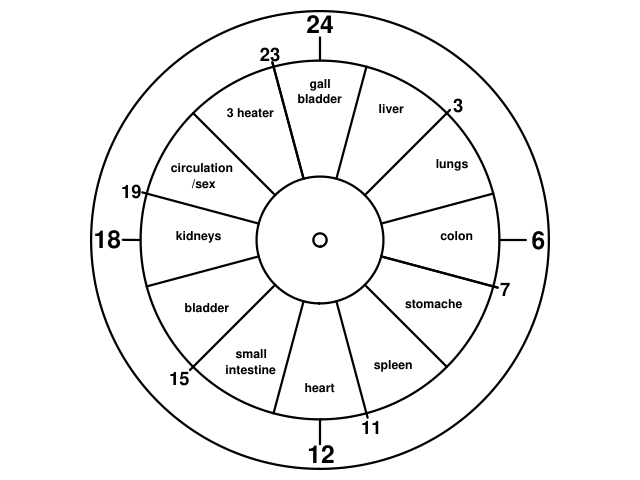 24
23
gall
bladder
3 heater
liver
3
circulation
/sex
lungs
19
18
kidneys
colon
6
7
bladder
stomache
small
intestine
spleen
15
heart
11
12